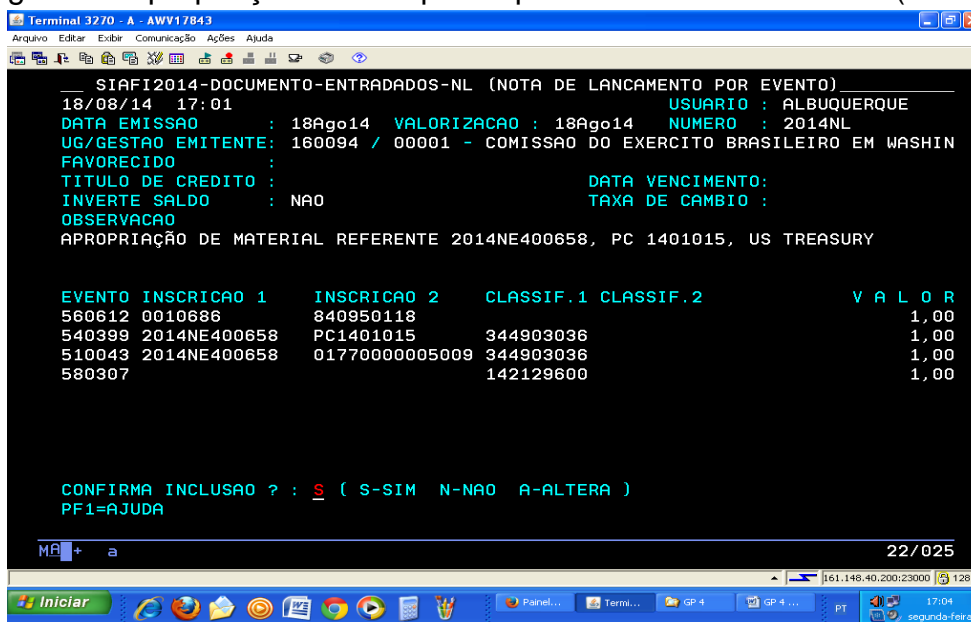 Terminal 3270 - A - AWV17843
Arquivo Editar Exibir Comunicação Ações Ajuda
__ SIAFI2014-DOCUMENTO-ENTRADADOS-NL (NOTA DE LANCAMENTO POR EVENTO)__________
18/08/14 17:01 USUARIO : ALBUQUERQUE
DATA EMISSAO : 18Ago14 VALORIZACAO : 18Ago14 NUMERO : 2014NL
UG/GESTAO EMITENTE: 160094 / 00001 - COMISSAO DO EXERCITO BRASILEIRO EM WASHIN
FAVORECIDO :
TITULO DE CREDITO : DATA VENCIMENTO:
INVERTE SALDO : NAO TAXA DE CAMBIO :
OBSERVACAO
APROPRIAÇÃO DE MATERIAL REFERENTE 2014NE400658, PC 1401015, US TREASURY
EVENTO INSCRICAO 1 INSCRICAO 2 CLASSIF.1 CLASSIF.2 V A L O R
560612 0010686 840950118 1,00
540399 2014NE400658 PC1401015 344903036 1,00
510043 2014NE400658 01770000005009 344903036 1,00
580307 142129600 1,00
CONFIRMA INCLUSAO ? : S ( S-SIM N-NAO A-ALTERA )
PF1=AJUDA
MA + a 22/025
161.148.40.200:23000 128
Iniciar Painel... Termi... GP 4 GP 4 ... PT 17:04
segunda-feira